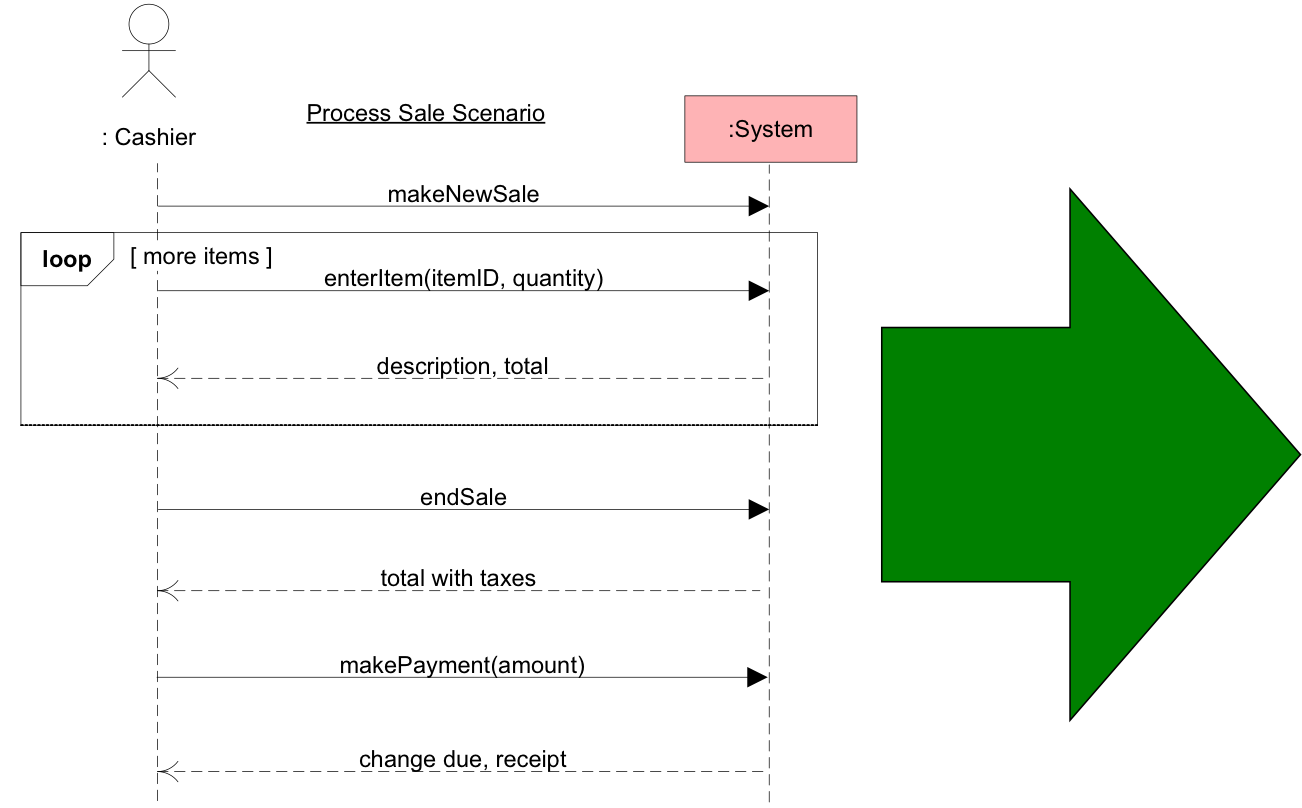 : Cashier
Process Sale Scenario
:System
makeNewSale
loop
[ more items ]
enterItem(itemID, quantity)
description, total
endSale
total with taxes
makePayment(amount)
change due, receipt